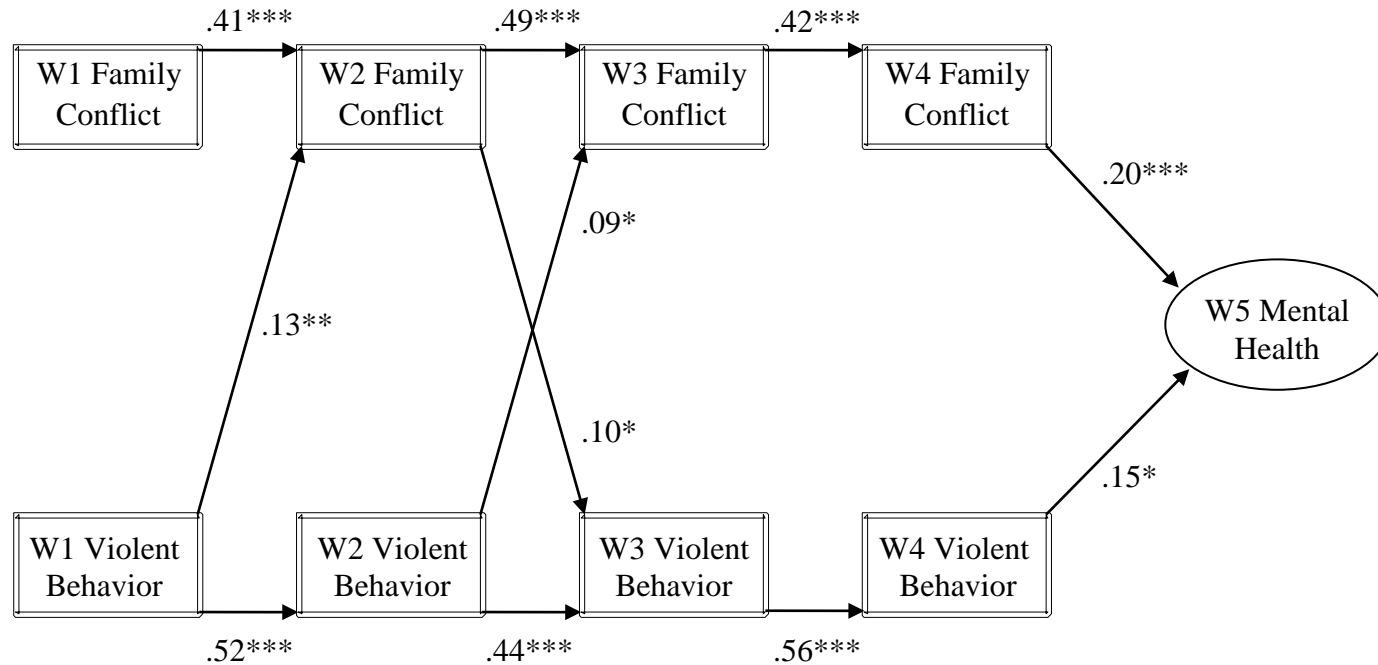 .41***
.49***
.42***
W1 Family
Conflict
W2 Family
Conflict
W3 Family
Conflict
W4 Family
Conflict
.20***
.09*
.13**
W5 Mental
Health
.10*
.15*
W1 Violent
Behavior
W2 Violent
Behavior
W3 Violent
Behavior
W4 Violent
Behavior
.52***
.44***
.56***